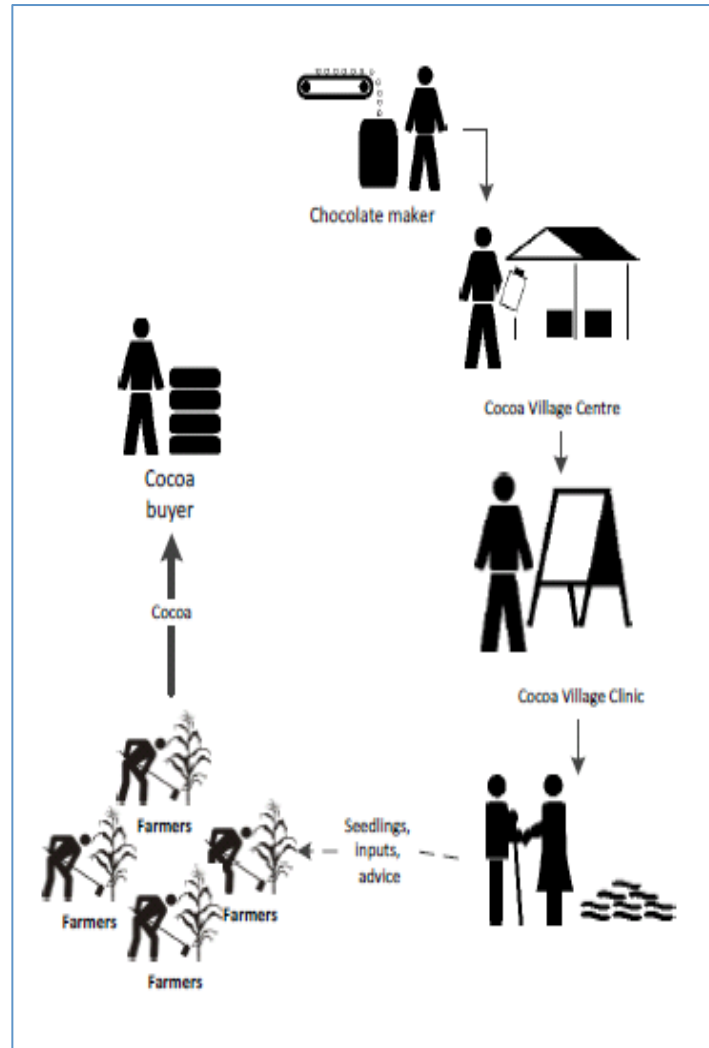 Chocolate maker
Cocoa Village Centre
Cocoa
buyer
Cocoa
Cocoa Village Clinic
Farmers
Seedlings,
inputs,
advice
Farmers
Farmers
Farmers